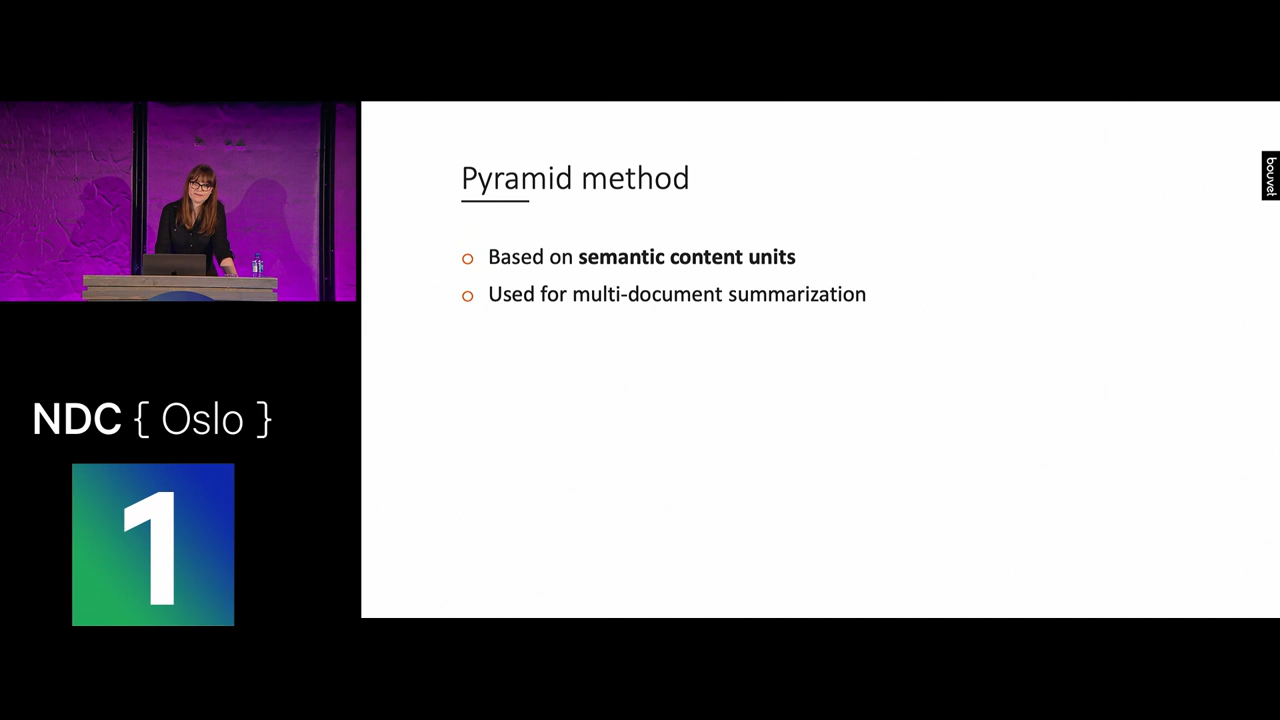 Pyramid method
Based on semantic content units
Used for multi-document summarization
bouvet
NDC { Oslo }
1